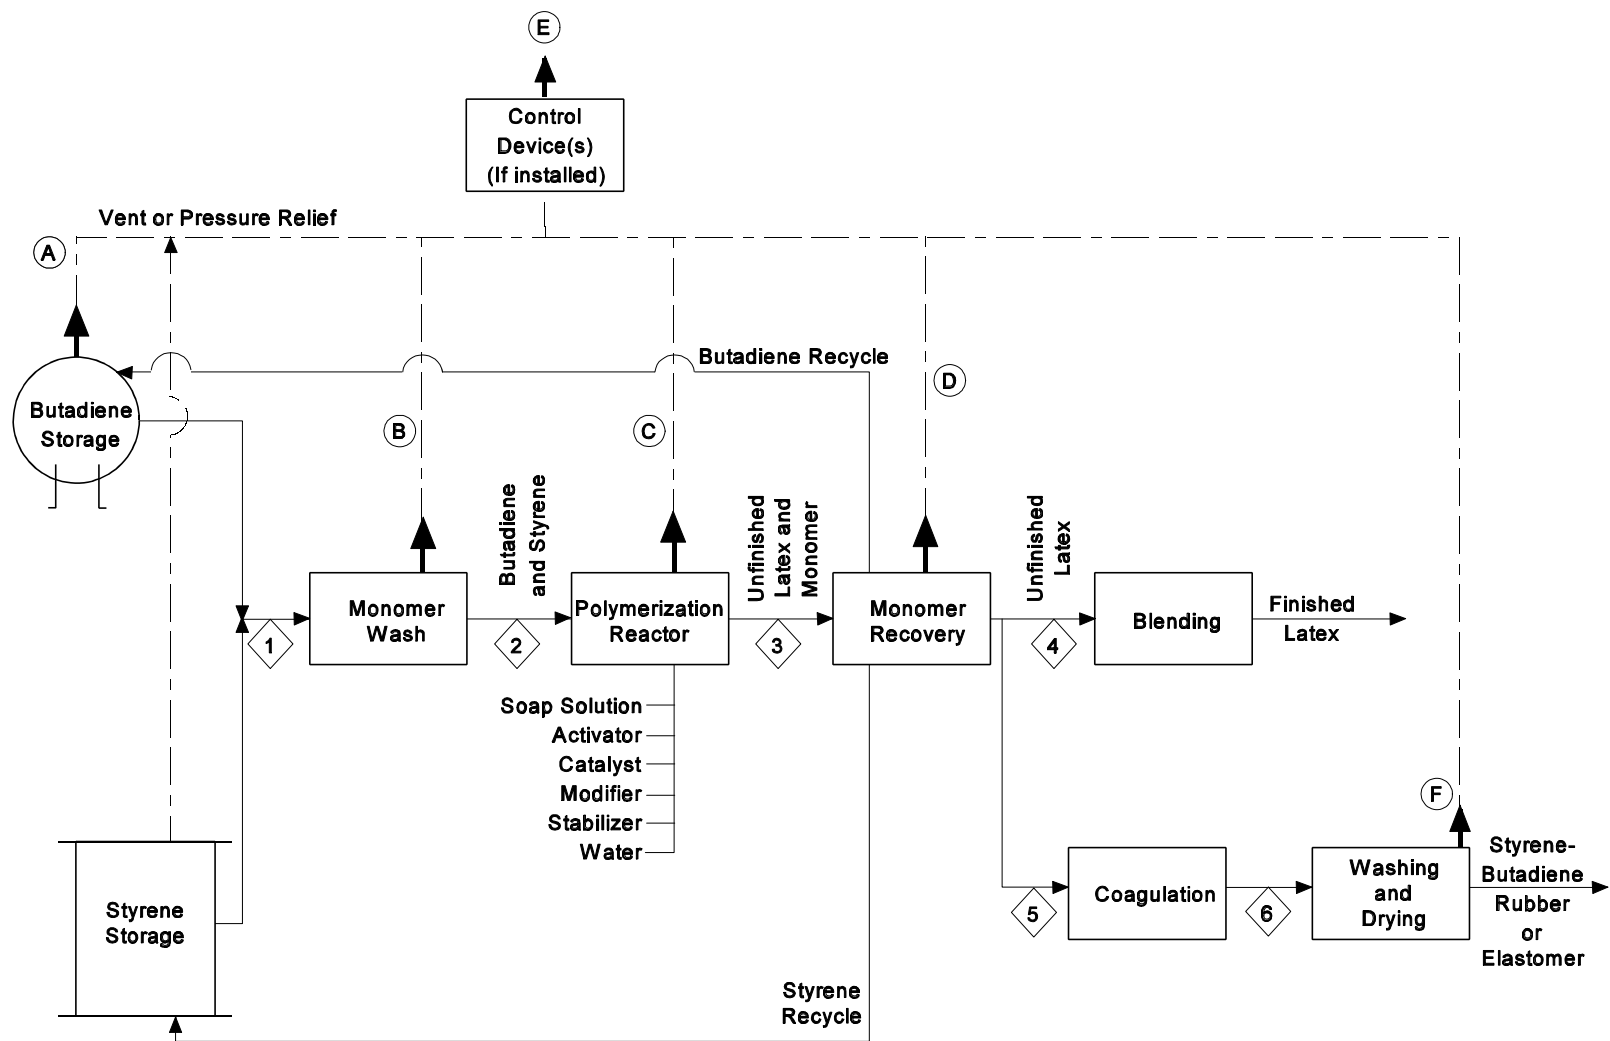 E
Control
Device(s)
(If installed)
Vent or Pressure Relief
A
Butadiene Recycle
D
Butadiene
Storage
B
C
Butadiene
and Styrene
Unfinished
Latex and
Monomer
Unfinished
Latex
1
Monomer
Wash
2
Polymerization
Reactor
3
Monomer
Recovery
4
Blending
Finished
Latex
Soap Solution
Activator
Catalyst
Modifier
Stabilizer
Water
F
Styrene
Storage
5
Coagulation
6
Washing
and
Drying
Styrene-
Butadiene
Rubber
or
Elastomer
Styrene
Recycle